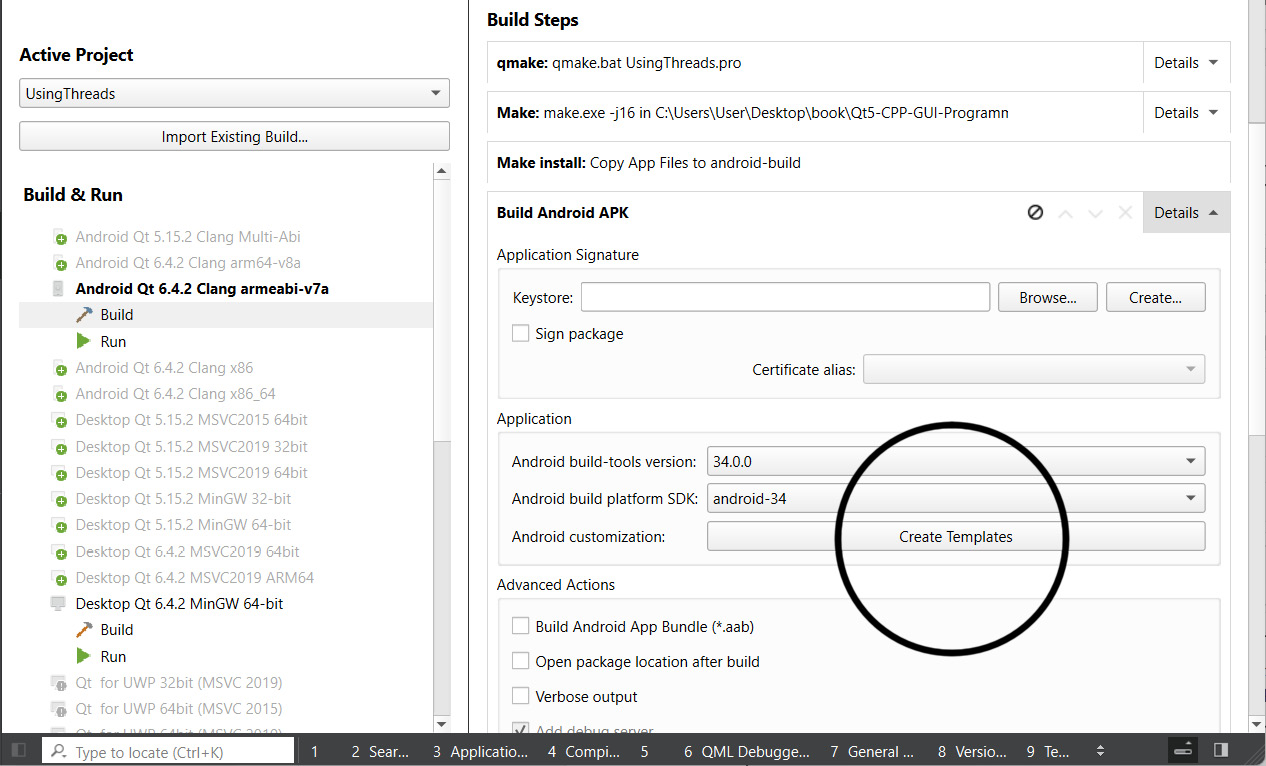 Active Project
UsingThreads
Import Existing Build...
Build & Run
Android Qt 5.15.2 Clang Multi-Abi
Android Qt 6.4.2 Clang arm64-v8a
Android Qt 6.4.2 Clang armeabi-v7a
Build
Run
Android Qt 6.4.2 Clang x86
Android Qt 6.4.2 Clang x86_64
Desktop Qt 5.15.2 MSVC2015 64bit
Desktop Qt 5.15.2 MSVC2019 32bit
Desktop Qt 5.15.2 MSVC2019 64bit
Desktop Qt 5.15.2 MinGW 32-bit
Desktop Qt 5.15.2 MinGW 64-bit
Desktop Qt 6.4.2 MSVC2019 64bit
Desktop Qt 6.4.2 MSVC2019 ARM64
Desktop Qt 6.4.2 MinGW 64-bit
Build
Run
Qt for UWP 32bit (MSVC 2019)
Qt for UWP 64bit (MSVC 2015)
Qt for UWP 64bit (MSVC 2019)
Build Steps
qmake: qmake.bat UsingThreads.pro Details
Make: make.exe -j16 in C:\Users\User\Desktop\book\Qt5-CPP-GUI-Programn Details
Make install: Copy App Files to android-build
Build Android APK Details
Application Signature
Keystore: Browse... Create...
Sign package
Certificate alias:
Application
Android build-tools version: 34.0.0
Android build platform SDK: android-34
Android customization: Create Templates
Advanced Actions
Build Android App Bundle (*.aab)
Open package location after build
Verbose output
Add debug server
Type to locate (Ctrl+K) 1 2 Sear... 3 Applicatio... 4 Compi... 5 6 QML Debugge... 7 General ... 8 Versio... 9 Te...